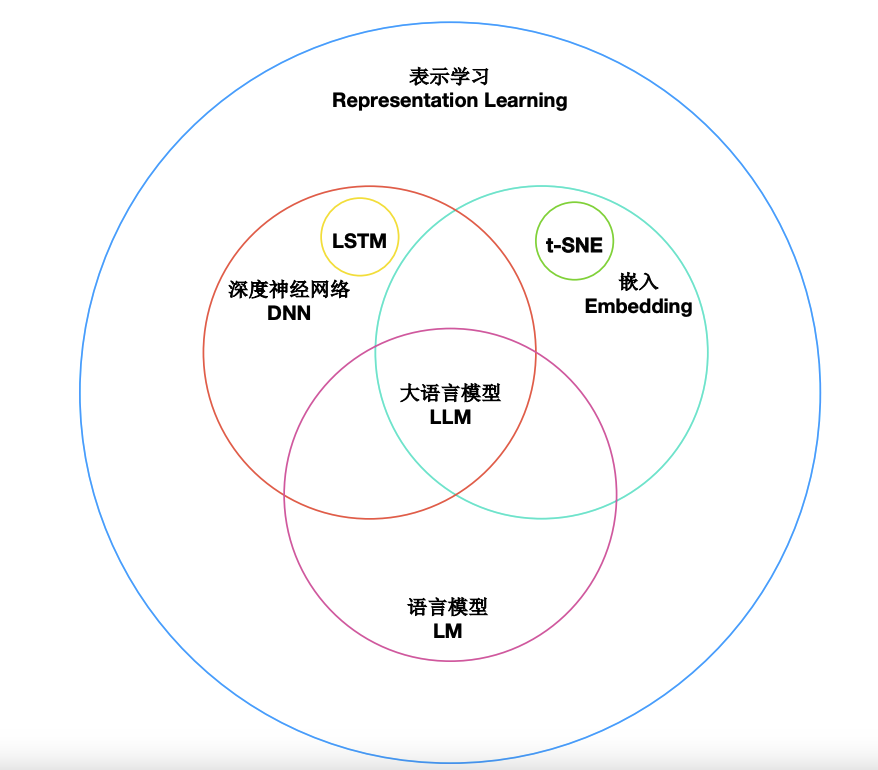 表示学习
Representation Learning
LSTM
t-SNE
深度神经网络
DNN
嵌入
Embedding
大语言模型
LLM
语言模型
LM